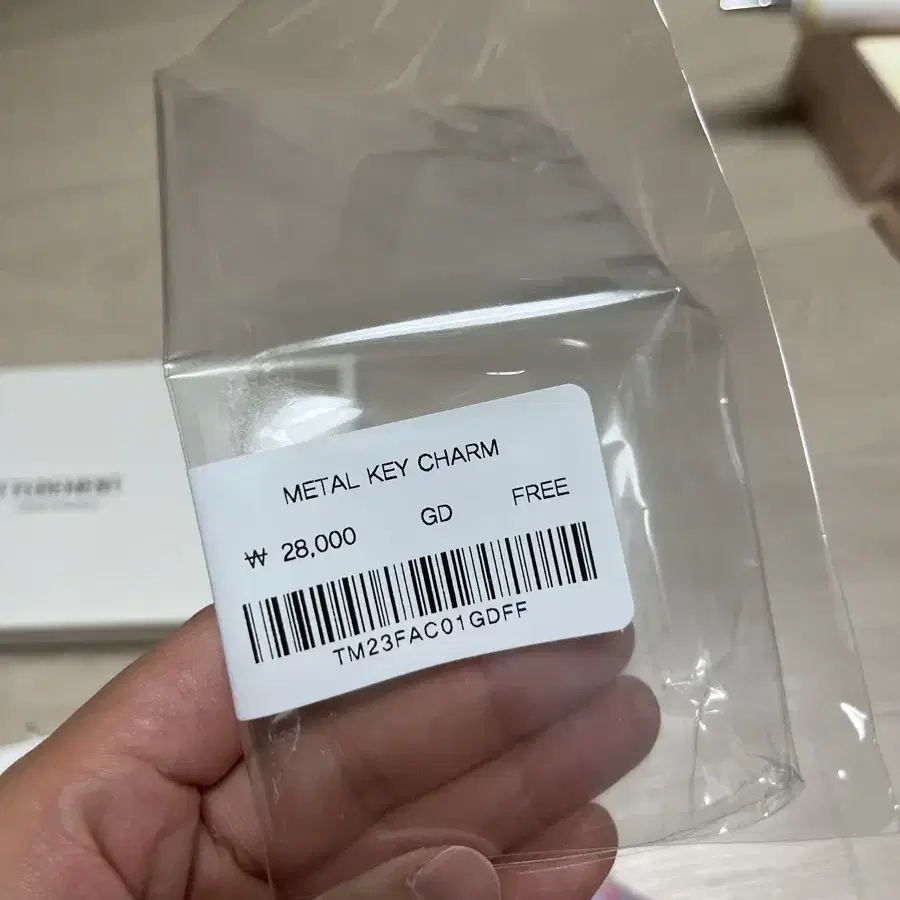 METAL KEY CHARM
₩ 28,000 GD FREE
TM23FAC01GDFF